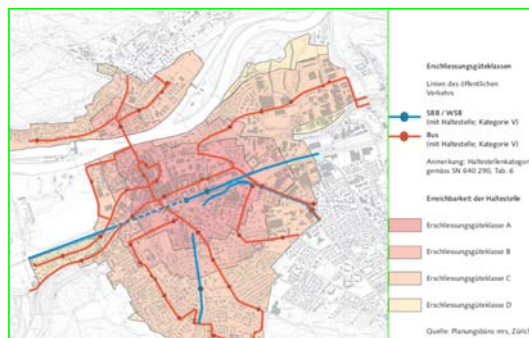 Erschliessungsgüteklassen
Linien des öffentlichen
Verkehrs
SBB / WSB
(mit Haltestelle; Kategorie V)
Bus
(mit Haltestelle; Kategorie V)
Anmerkung: Haltestellenkategori
gemäss SN 640 290, Tab. 6
Erreichbarkeit der Haltestelle
Erschliessungsgüteklasse A
Erschliessungsgüteklasse B
Erschliessungsgüteklasse C
Erschliessungsgüteklasse D
Quelle: Planungsbüro mrs, Zürich